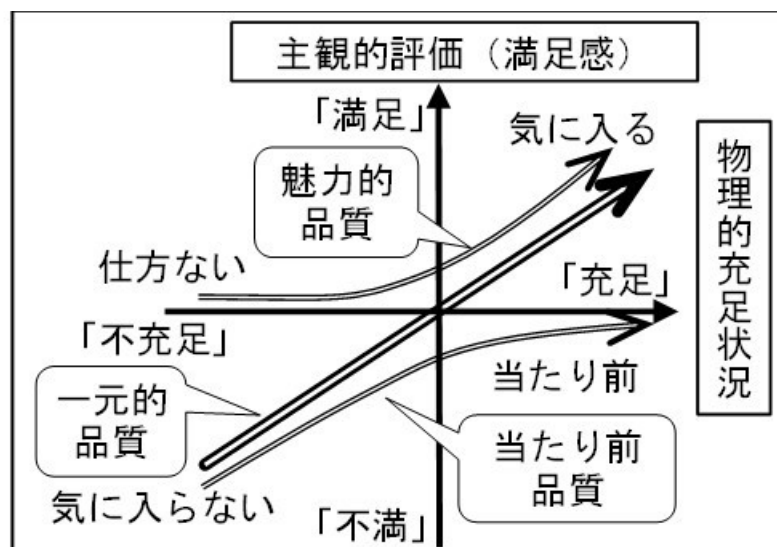 主観的評価（満足感）
「満足」
気に入る
魅力的
品質
物理的充足状況
仕方ない
「充足」
「不充足」
一元的
品質
当たり前
当たり前
品質
気に入らない
「不満」